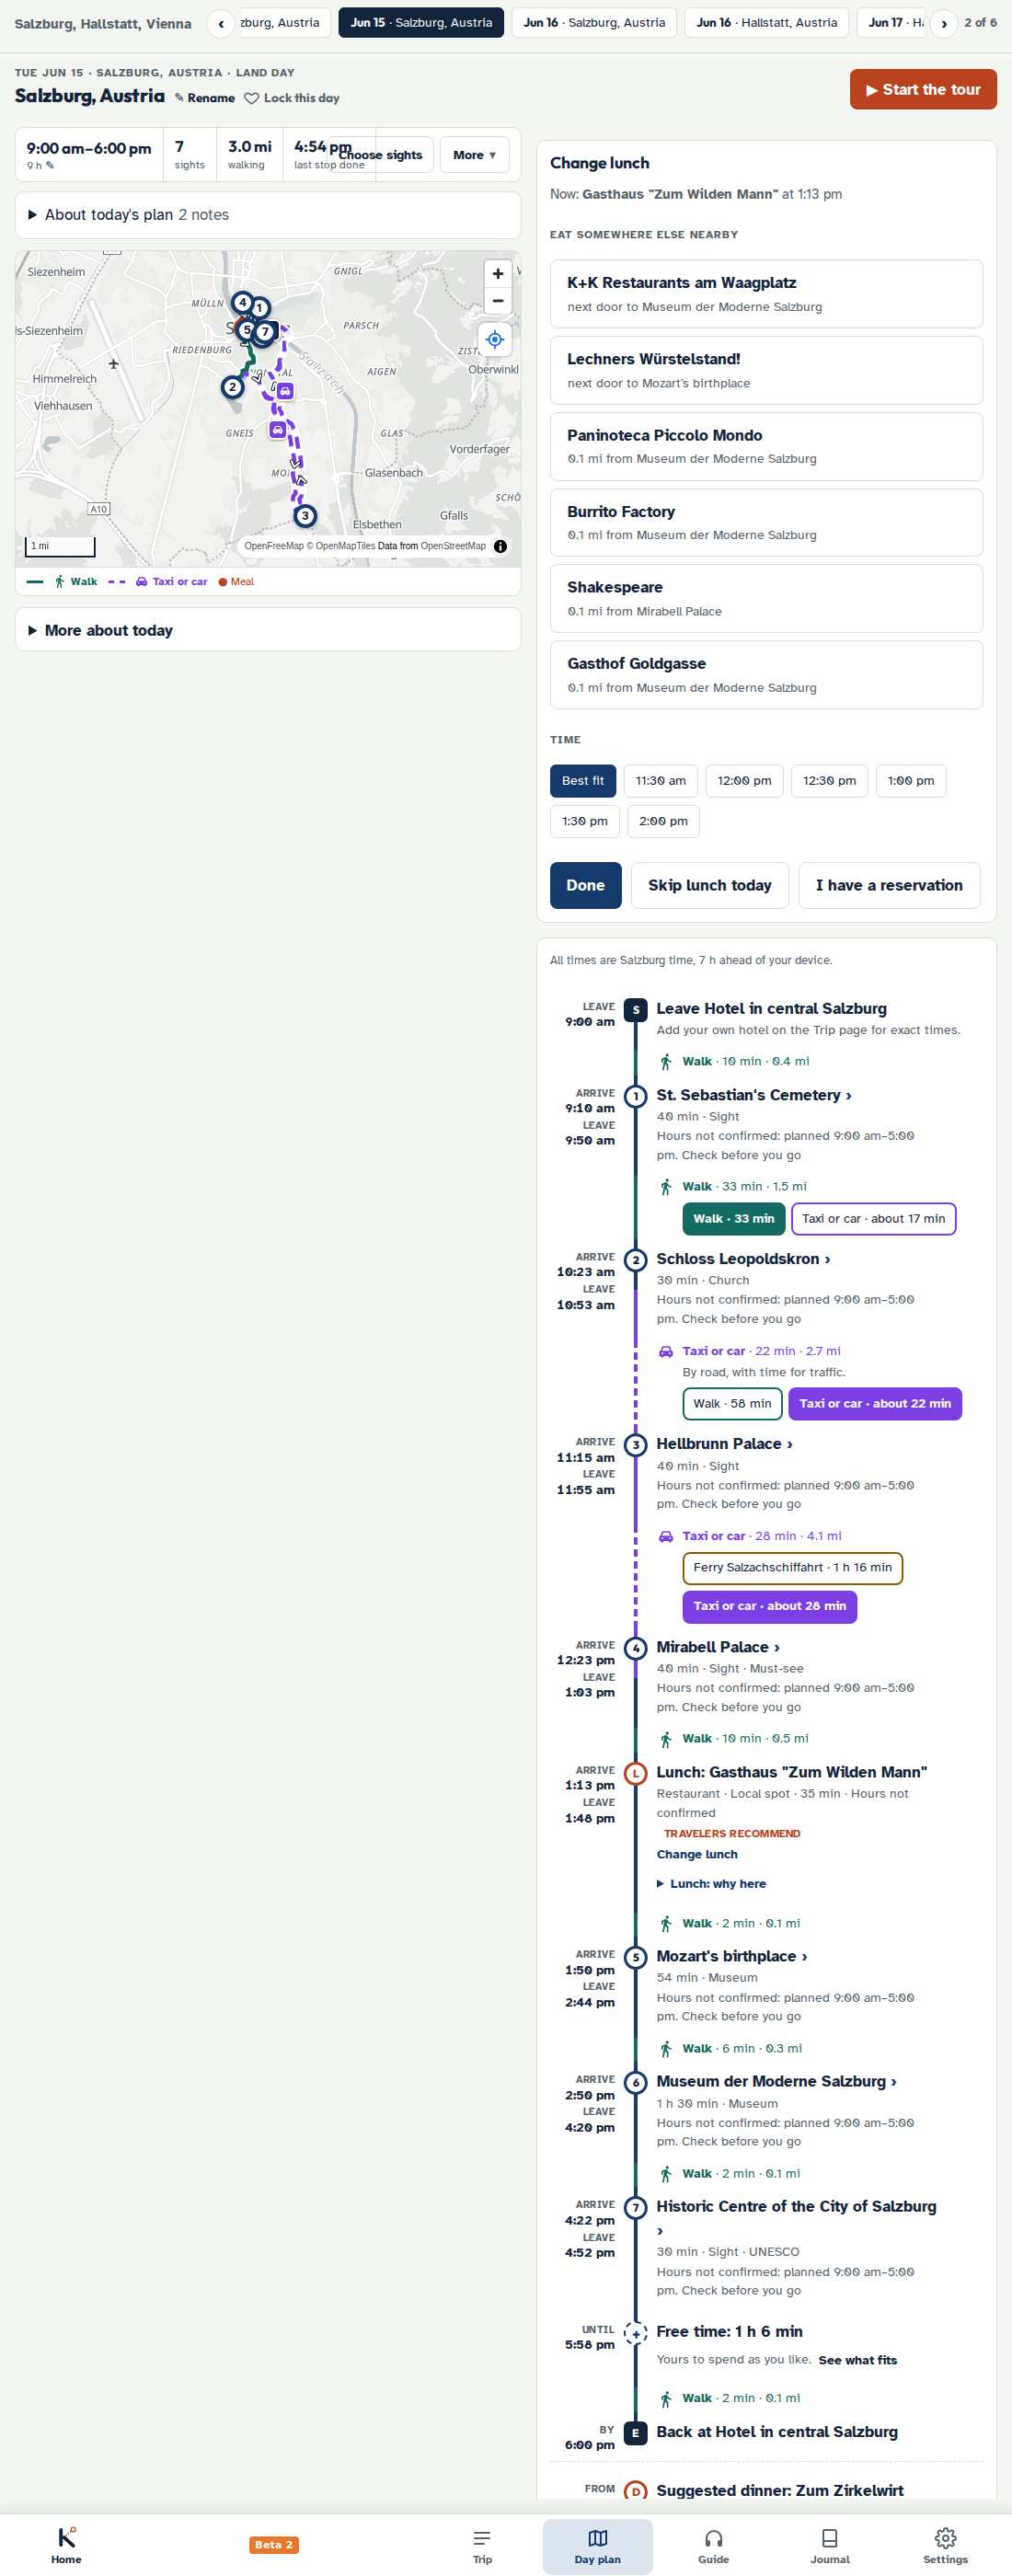 Salzburg, Hallstatt, Vienna
‹
zburg, Austria
Jun 15 · Salzburg, Austria
Jun 16 · Salzburg, Austria
Jun 16 · Hallstatt, Austria
Jun 17 · Ha
›
2 of 6
TUE JUN 15 · SALZBURG, AUSTRIA · LAND DAY
Salzburg, Austria
✎ Rename
Lock this day
▶ Start the tour
9:00 am–6:00 pm
9 h ✎
7
sights
3.0 mi
walking
4:54 pm
last stop done
Choose sights
More ▾
About today's plan 2 notes
Siezenheim
GNIGL
MÜLLN
4
1
5
7
S
PARSCH
ls-Siezenheim
RIEDENBURG
Salzach
AIGEN
Oberwinkl
Himmelreich
2
Viehhausen
GNEIS
GLAS
Vorderfager
Glasenbach
SCHÖ
A10
3
Elsbethen
Gfalls
1 mi
OpenFreeMap © OpenMapTiles Data from OpenStreetMap
+
−
Walk
Taxi or car
Meal
More about today
Change lunch
Now: Gasthaus "Zum Wilden Mann" at 1:13 pm
EAT SOMEWHERE ELSE NEARBY
K+K Restaurants am Waagplatz
next door to Museum der Moderne Salzburg
Lechners Würstelstand!
next door to Mozart's birthplace
Paninoteca Piccolo Mondo
0.1 mi from Museum der Moderne Salzburg
Burrito Factory
0.1 mi from Museum der Moderne Salzburg
Shakespeare
0.1 mi from Mirabell Palace
Gasthof Goldgasse
0.1 mi from Museum der Moderne Salzburg
TIME
Best fit
11:30 am
12:00 pm
12:30 pm
1:00 pm
1:30 pm
2:00 pm
Done
Skip lunch today
I have a reservation
All times are Salzburg time, 7 h ahead of your device.
LEAVE
9:00 am
S
Leave Hotel in central Salzburg
Add your own hotel on the Trip page for exact times.
Walk · 10 min · 0.4 mi
ARRIVE
9:10 am
LEAVE
9:50 am
1
St. Sebastian's Cemetery ›
40 min · Sight
Hours not confirmed: planned 9:00 am–5:00
pm. Check before you go
Walk · 33 min · 1.5 mi
Walk · 33 min
Taxi or car · about 17 min
ARRIVE
10:23 am
LEAVE
10:53 am
2
Schloss Leopoldskron ›
30 min · Church
Hours not confirmed: planned 9:00 am–5:00
pm. Check before you go
Taxi or car · 22 min · 2.7 mi
By road, with time for traffic.
Walk · 58 min
Taxi or car · about 22 min
ARRIVE
11:15 am
LEAVE
11:55 am
3
Hellbrunn Palace ›
40 min · Sight
Hours not confirmed: planned 9:00 am–5:00
pm. Check before you go
Taxi or car · 28 min · 4.1 mi
Ferry Salzachschiffahrt · 1 h 16 min
Taxi or car · about 28 min
ARRIVE
12:23 pm
LEAVE
1:03 pm
4
Mirabell Palace ›
40 min · Sight · Must-see
Hours not confirmed: planned 9:00 am–5:00
pm. Check before you go
Walk · 10 min · 0.5 mi
ARRIVE
1:13 pm
LEAVE
1:48 pm
L
Lunch: Gasthaus "Zum Wilden Mann"
Restaurant · Local spot · 35 min · Hours not
confirmed
TRAVELERS RECOMMEND
Change lunch
Lunch: why here
Walk · 2 min · 0.1 mi
ARRIVE
1:50 pm
LEAVE
2:44 pm
5
Mozart's birthplace ›
54 min · Museum
Hours not confirmed: planned 9:00 am–5:00
pm. Check before you go
Walk · 6 min · 0.3 mi
ARRIVE
2:50 pm
LEAVE
4:20 pm
6
Museum der Moderne Salzburg ›
1 h 30 min · Museum
Hours not confirmed: planned 9:00 am–5:00
pm. Check before you go
Walk · 2 min · 0.1 mi
ARRIVE
4:22 pm
LEAVE
4:52 pm
7
Historic Centre of the City of Salzburg
›
30 min · Sight · UNESCO
Hours not confirmed: planned 9:00 am–5:00
pm. Check before you go
UNTIL
5:58 pm
+
Free time: 1 h 6 min
Yours to spend as you like. See what fits
Walk · 2 min · 0.1 mi
BY
6:00 pm
E
Back at Hotel in central Salzburg
FROM
D
Suggested dinner: Zum Zirkelwirt
Home
Beta 2
Trip
Day plan
Guide
Journal
Settings